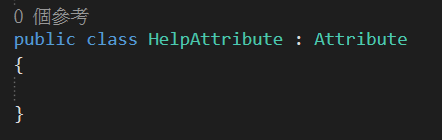 0 個參考
public class HelpAttribute : Attribute
{
}